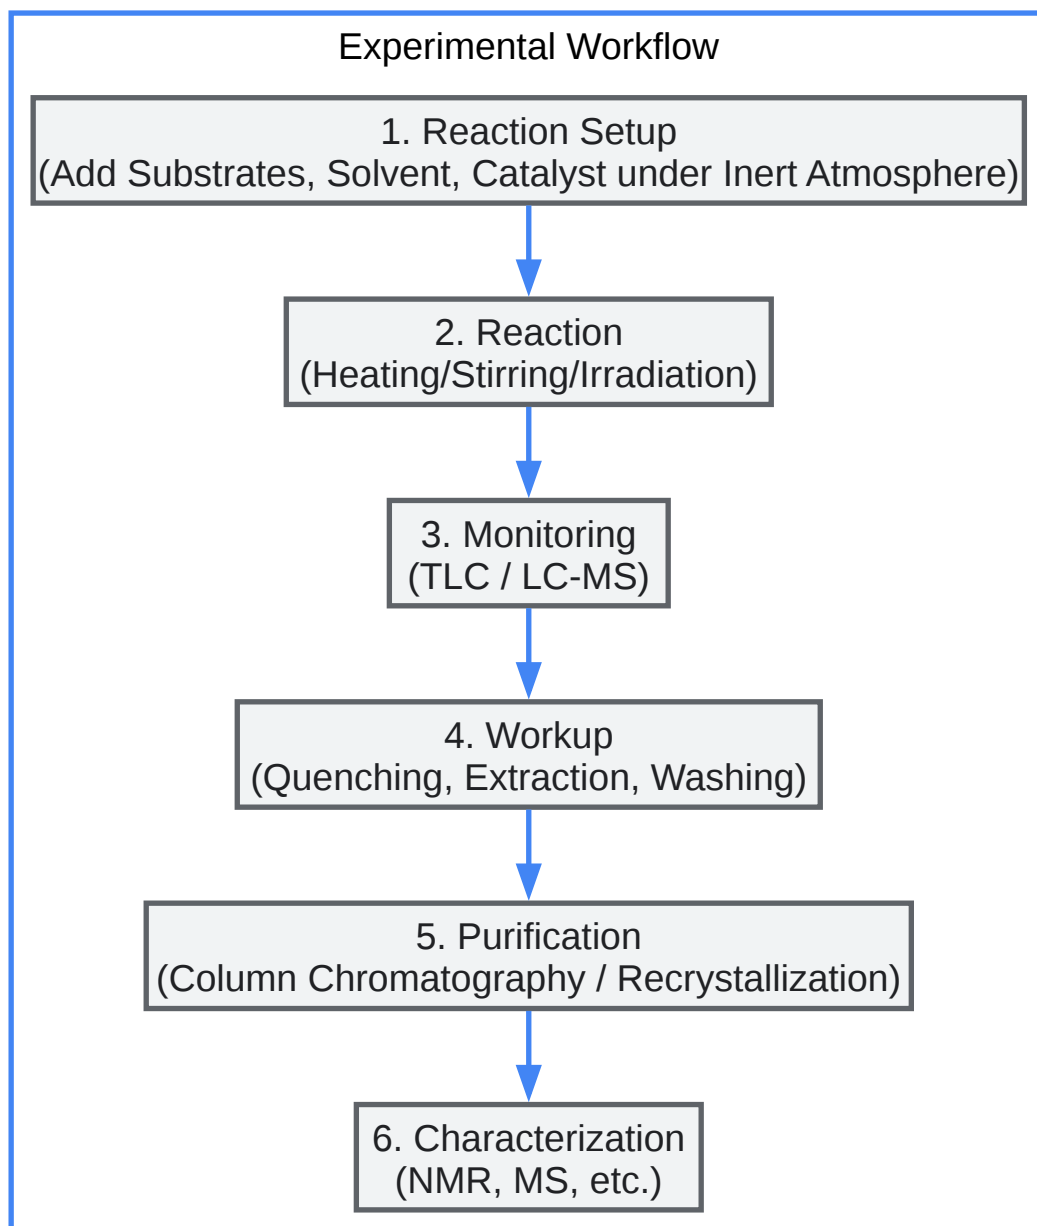 Experimental Workflow
1. Reaction Setup
(Add Substrates, Solvent, Catalyst under Inert Atmosphere)
2. Reaction
(Heating/Stirring/Irradiation)
3. Monitoring
(TLC / LC-MS)
4. Workup
(Quenching, Extraction, Washing)
5. Purification
(Column Chromatography / Recrystallization)
6. Characterization
(NMR, MS, etc.)